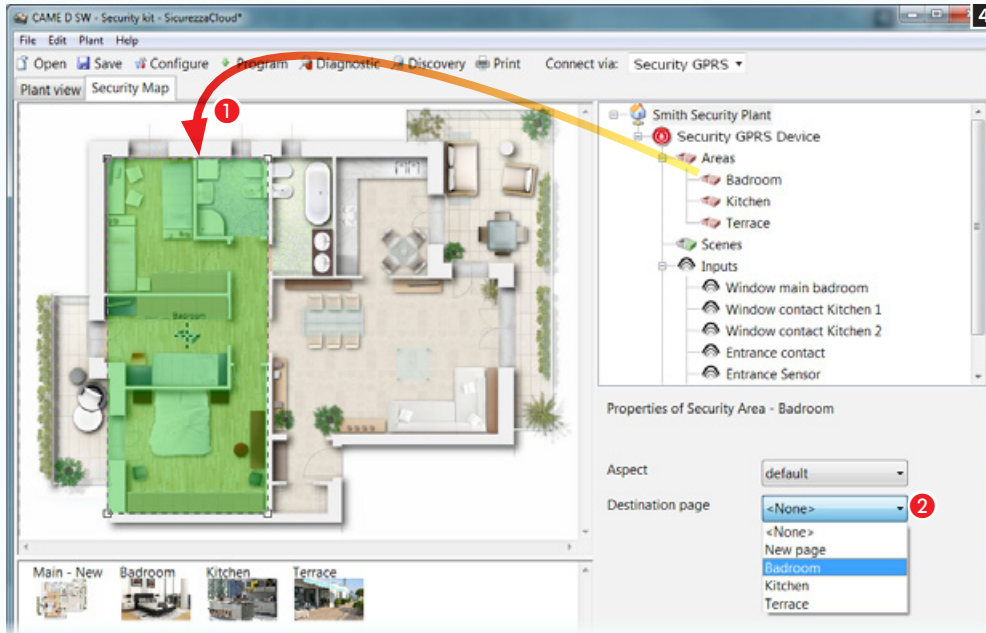 CAME D SW - Security kit - SicurezzaCloud*
4
File Edit Plant Help
Open Save Configure Program Diagnostic Discovery Print Connect via: Security GPRS
Plant view Security Map
1
Smith Security Plant
Security GPRS Device
Areas
Badroom
Kitchen
Terrace
Scenes
Inputs
Window main badroom
Window contact Kitchen 1
Window contact Kitchen 2
Entrance contact
Entrance Sensor
Badroom
Properties of Security Area - Badroom
Aspect default
Destination page <None> 2
<None>
New page
Badroom
Kitchen
Terrace
Main - New Badroom Kitchen Terrace